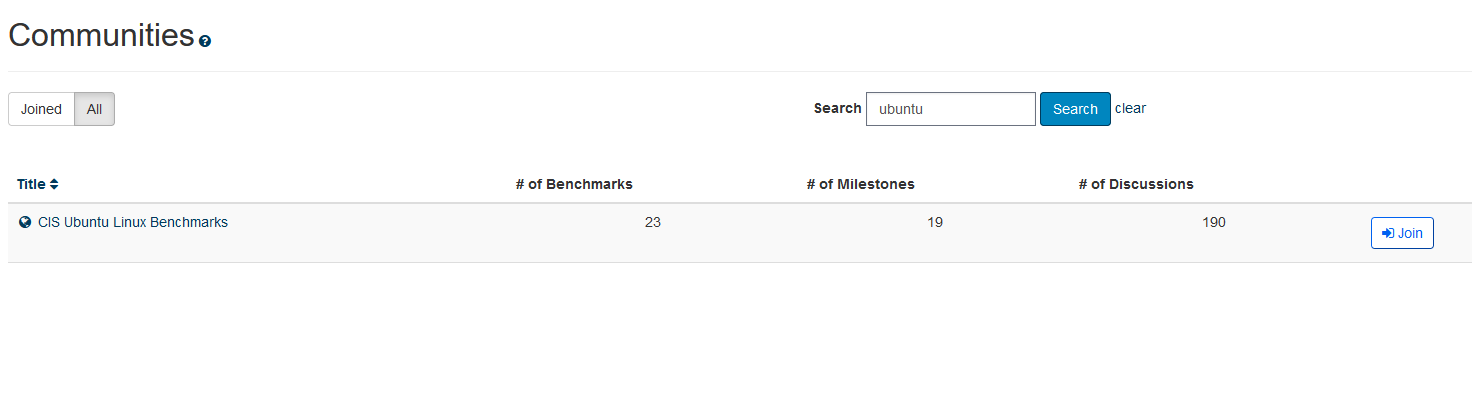 Communities
Joined All Search ubuntu Search clear
Title # of Benchmarks # of Milestones # of Discussions
CIS Ubuntu Linux Benchmarks 23 19 190
Join